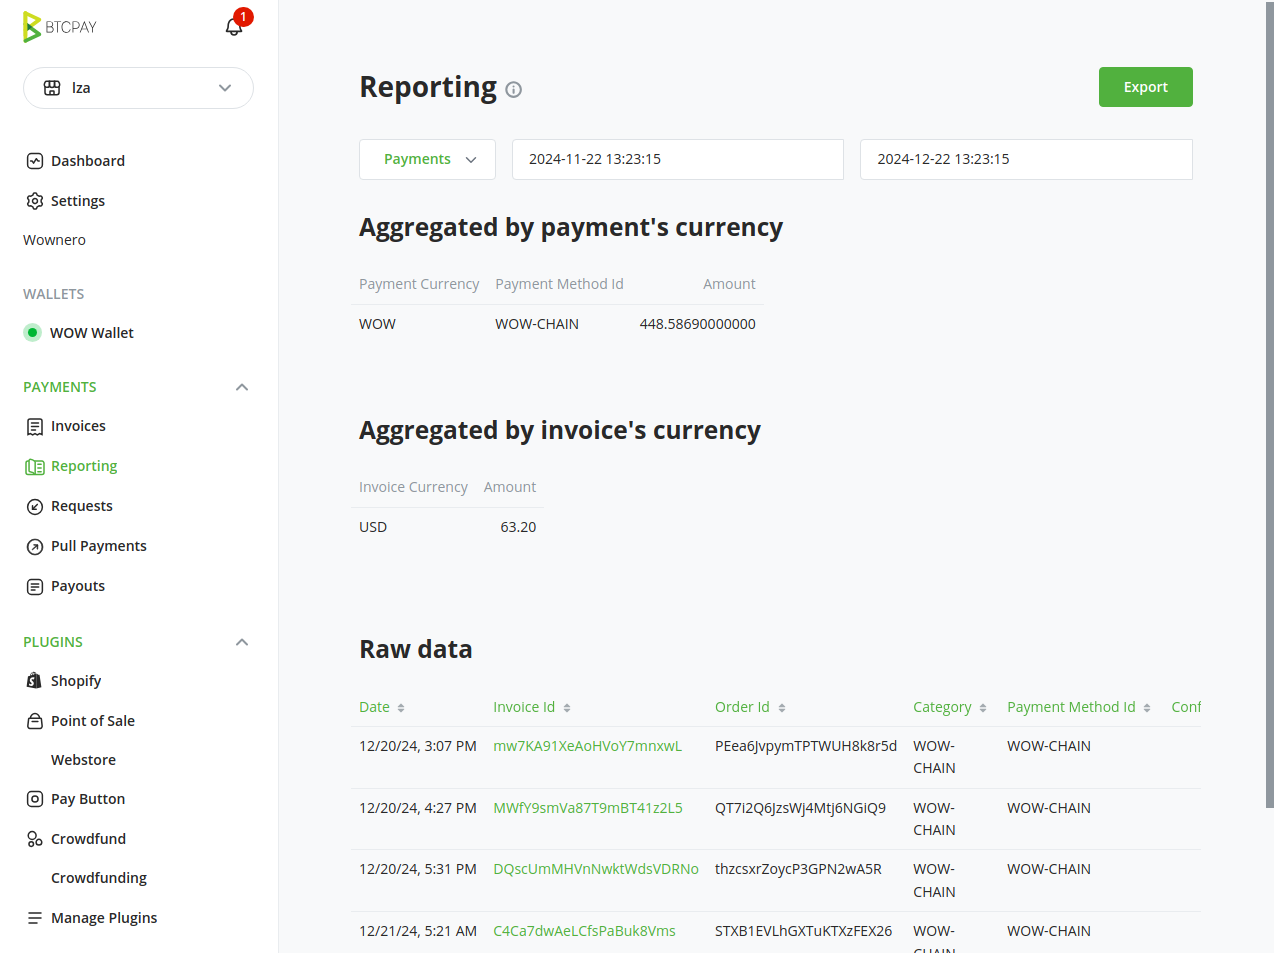 BTCPAY
1
lza
Dashboard
Settings
Wownero
WALLETS
WOW Wallet
PAYMENTS
Invoices
Reporting
Requests
Pull Payments
Payouts
PLUGINS
Shopify
Point of Sale
Webstore
Pay Button
Crowdfund
Crowdfunding
Manage Plugins
Reporting
Export
Payments 2024-11-22 13:23:15 2024-12-22 13:23:15
Aggregated by payment's currency
Payment Currency Payment Method Id Amount
WOW WOW-CHAIN 448.58690000000
Aggregated by invoice's currency
Invoice Currency Amount
USD 63.20
Raw data
Date Invoice Id Order Id Category Payment Method Id Conf
12/20/24, 3:07 PM mw7KA91XeAoHVoY7mnxwL PEea6JvpymTPTWUH8k8r5d WOW- WOW-CHAIN
CHAIN
12/20/24, 4:27 PM MWfY9smVa87T9mBT41z2L5 QT7i2Q6JzsWj4Mtj6NGiQ9 WOW- WOW-CHAIN
CHAIN
12/20/24, 5:31 PM DQscUmMHVnNwktWdsVDRNo thzcsxrZoycP3GPN2wA5R WOW- WOW-CHAIN
CHAIN
12/21/24, 5:21 AM C4Ca7dwAeLCfsPaBuk8Vms STXB1EVLhGXTuKTXzFEX26 WOW- WOW-CHAIN
CHAIN